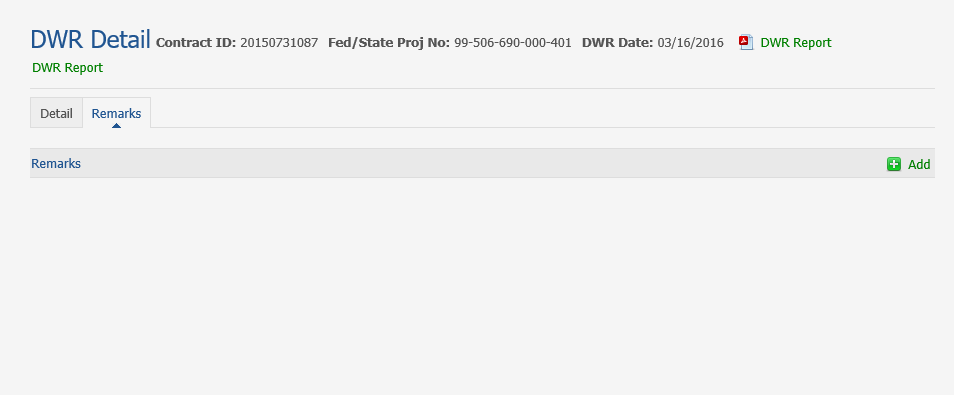 DWR Detail Contract ID: 20150731087 Fed/State Proj No: 99-506-690-000-401 DWR Date: 03/16/2016 DWR Report
DWR Report
Detail Remarks
Remarks Add